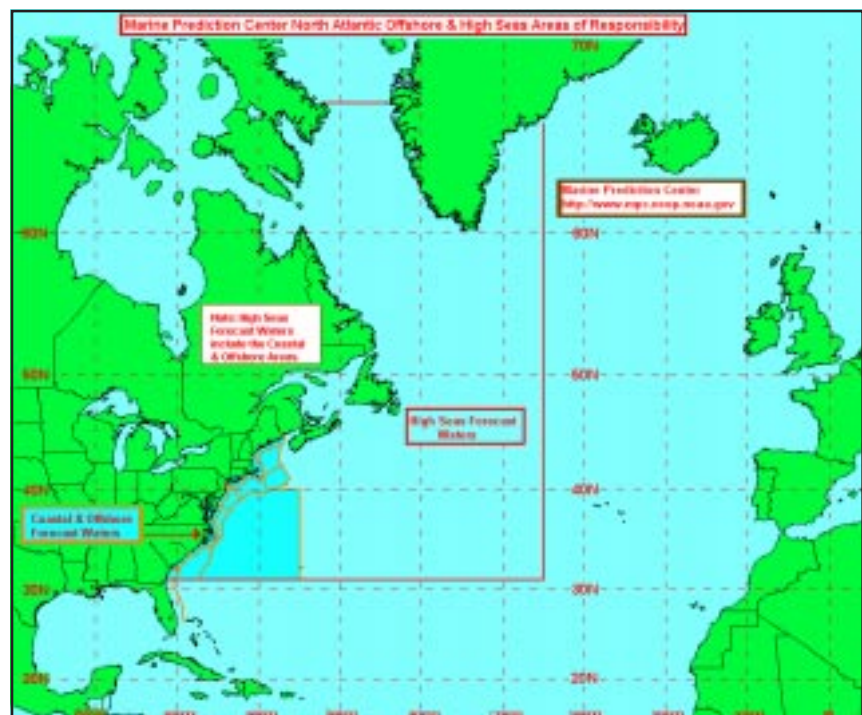 Marine Prediction Center North Atlantic Offshore & High Seas Areas of Responsibility
70N
Marine Prediction Center
60N 60N
Note: High Seas
Forecast Waters
include the Coastal
& Offshore Areas.
50N 50N
High Seas Forecast
Waters
40N 40N
Coastal & Offshore
Forecast Waters
30N 30N
20N 20N